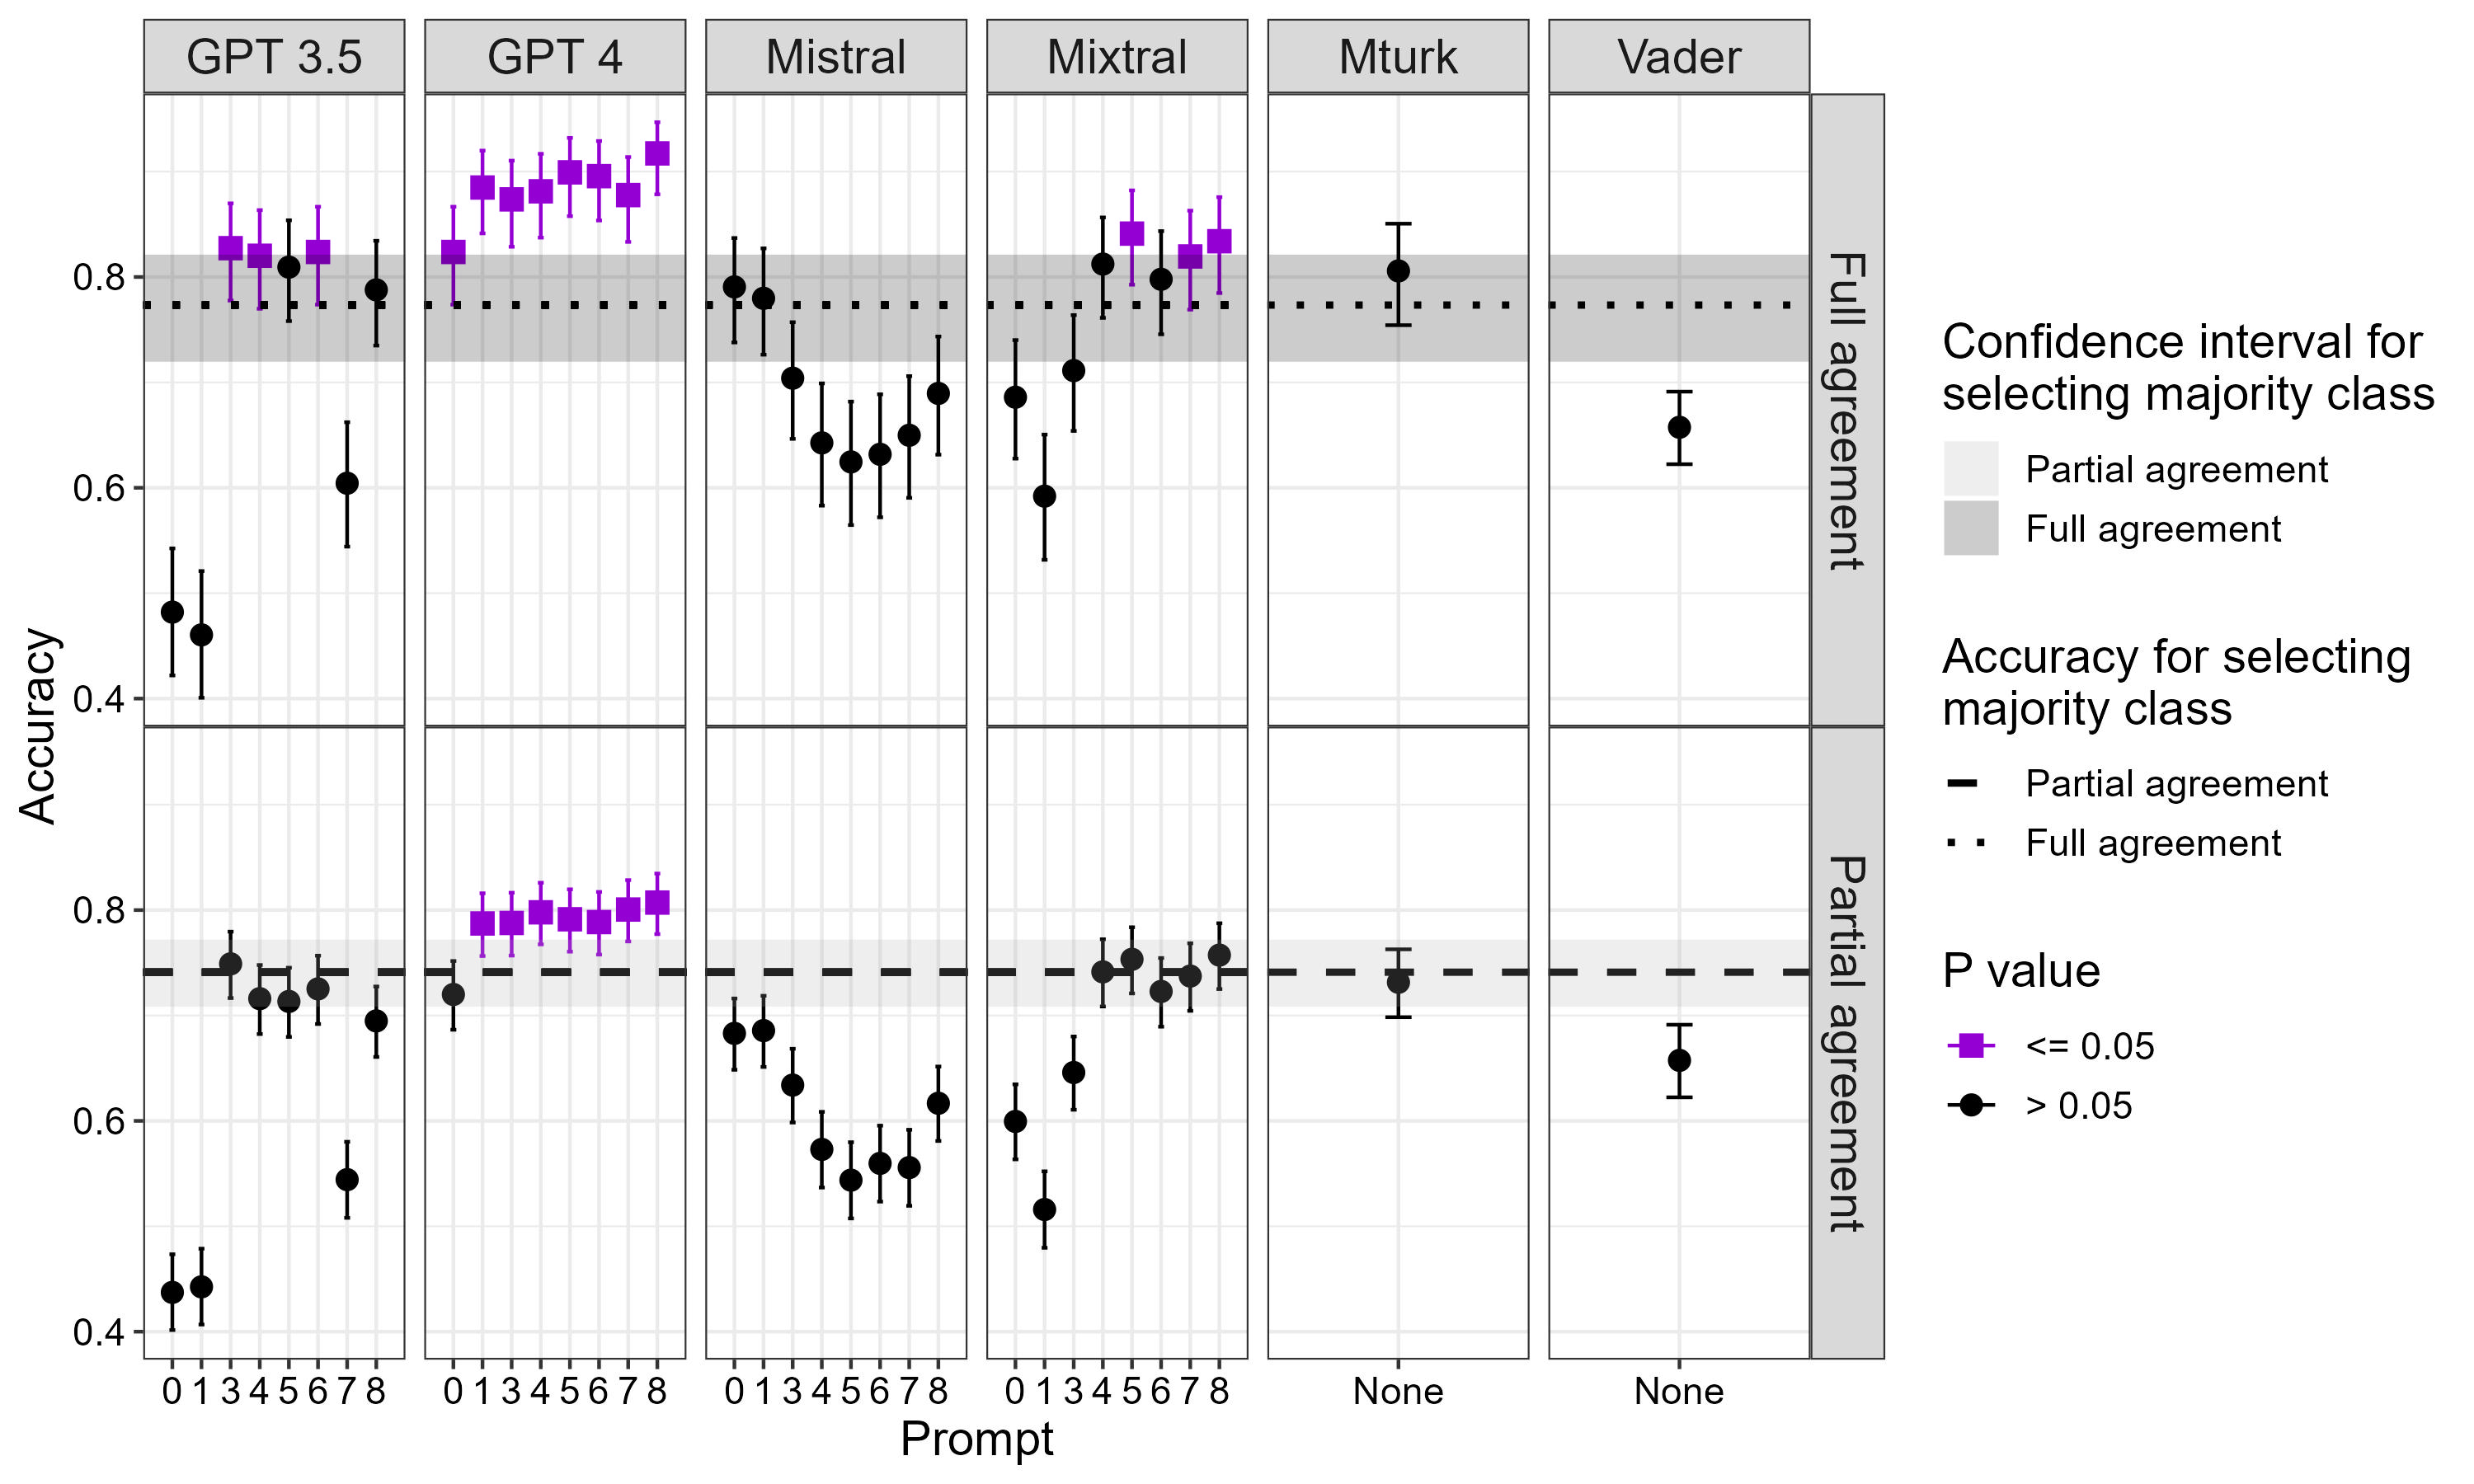 GPT 3.5 GPT 4 Mistral Mixtral Mturk Vader
Full agreement
Partial agreement
Accuracy
0.8
0.6
0.4
0.8
0.6
0.4
0 1 3 4 5 6 7 8 0 1 3 4 5 6 7 8 0 1 3 4 5 6 7 8 0 1 3 4 5 6 7 8 None None
Prompt
Confidence interval for
selecting majority class
Partial agreement
Full agreement
Accuracy for selecting
majority class
Partial agreement
Full agreement
P value
<= 0.05
> 0.05